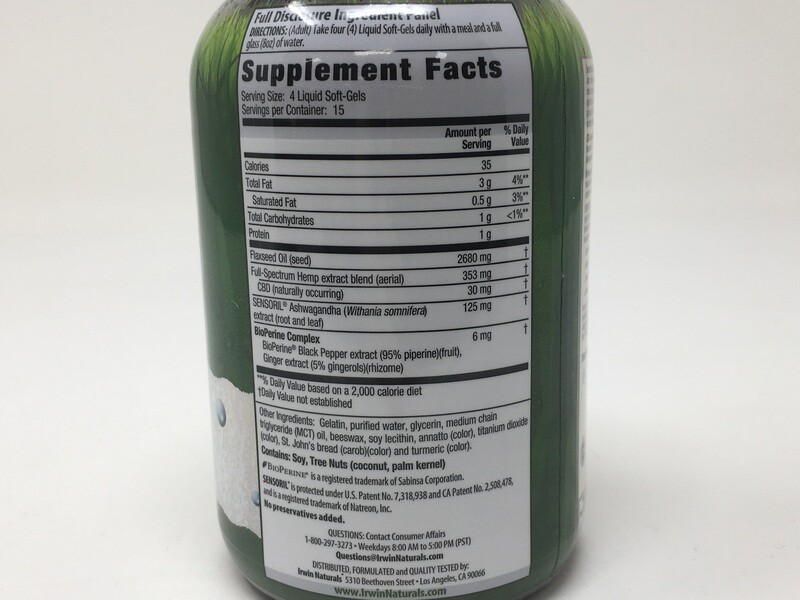 Full Disclosure Ingredient Panel
DIRECTIONS: (Adult) Take four (4) Liquid Soft-Gels daily with a meal and a full
glass (8oz) of water.
Supplement Facts
Serving Size: 4 Liquid Soft-Gels
Servings per Container: 15
Amount per Serving % Daily Value
Calories 35
Total Fat 3 g 4%**
Saturated Fat 0.5 g 3%**
Total Carbohydrates 1 g <1%**
Protein 1 g
Flaxseed Oil (seed) 2680 mg †
Full-Spectrum Hemp extract blend (aerial) 353 mg †
CBD (naturally occurring) 30 mg †
SENSORIL® Ashwagandha (Withania somnifera) 125 mg †
extract (root and leaf)
BioPerine Complex 6 mg †
BioPerine® Black Pepper extract (95% piperine)(fruit),
Ginger extract (5% gingerols)(rhizome)
**% Daily Value based on a 2,000 calorie diet
†Daily Value not established
Other Ingredients: Gelatin, purified water, glycerin, medium chain
triglyceride (MCT) oil, beeswax, soy lecithin, annatto (color), titanium dioxide
(color), St. John's bread (carob)(color) and turmeric (color).
Contains: Soy, Tree Nuts (coconut, palm kernel)
BIOPERINE® is a registered trademark of Sabinsa Corporation.
SENSORIL® is protected under U.S. Patent No. 7,318,938 and CA Patent No. 2,508,478,
and is a registered trademark of Natreon, Inc.
No preservatives added.
QUESTIONS: Contact Consumer Affairs
1-800-297-3273 • Weekdays 8:00 AM to 5:00 PM (PST)
Questions@IrwinNaturals.com
DISTRIBUTED, FORMULATED and QUALITY TESTED by:
Irwin Naturals® 5310 Beethoven Street • Los Angeles, CA 90066
www.IrwinNaturals.com